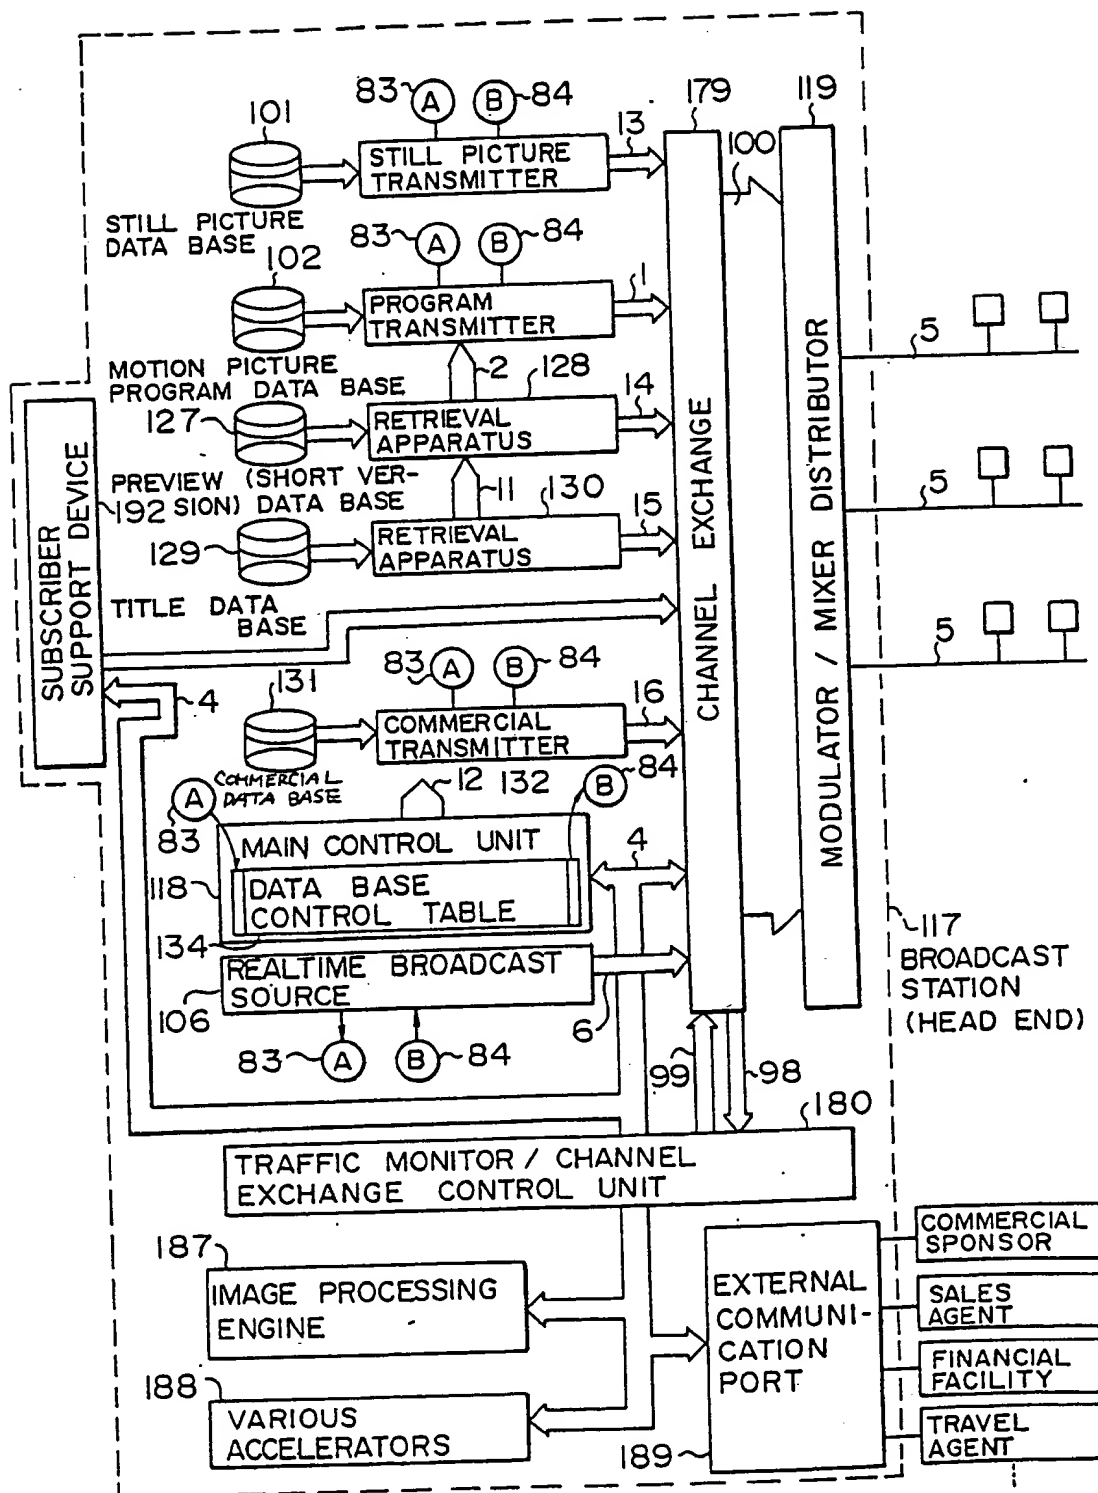 83 A B 84
179
119
101
13
100
STILL PICTURE
TRANSMITTER
STILL PICTURE
DATA BASE
83 A B 84
102
1
PROGRAM
TRANSMITTER
MOTION PICTURE
PROGRAM DATA BASE
2
128
127
14
RETRIEVAL
APPARATUS
PREVIEW (SHORT VER-
SION) DATA BASE
192
11
130
129
15
RETRIEVAL
APPARATUS
TITLE DATA
BASE
SUBSCRIBER
SUPPORT DEVICE
CHANNEL EXCHANGE
MODULATOR / MIXER DISTRIBUTOR
5
5
5
4
83 A B 84
131
16
COMMERCIAL
TRANSMITTER
COMMERCIAL
DATA BASE
12
132
84
B
A
83
MAIN CONTROL UNIT
4
118
DATA BASE
CONTROL TABLE
134
REALTIME BROADCAST
SOURCE
106
6
83 A B 84
117
BROADCAST
STATION
(HEAD END)
99
98
180
TRAFFIC MONITOR / CHANNEL
EXCHANGE CONTROL UNIT
187
IMAGE PROCESSING
ENGINE
188
VARIOUS
ACCELERATORS
EXTERNAL
COMMUNI-
CATION
PORT
189
COMMERCIAL
SPONSOR
SALES
AGENT
FINANCIAL
FACILITY
TRAVEL
AGENT